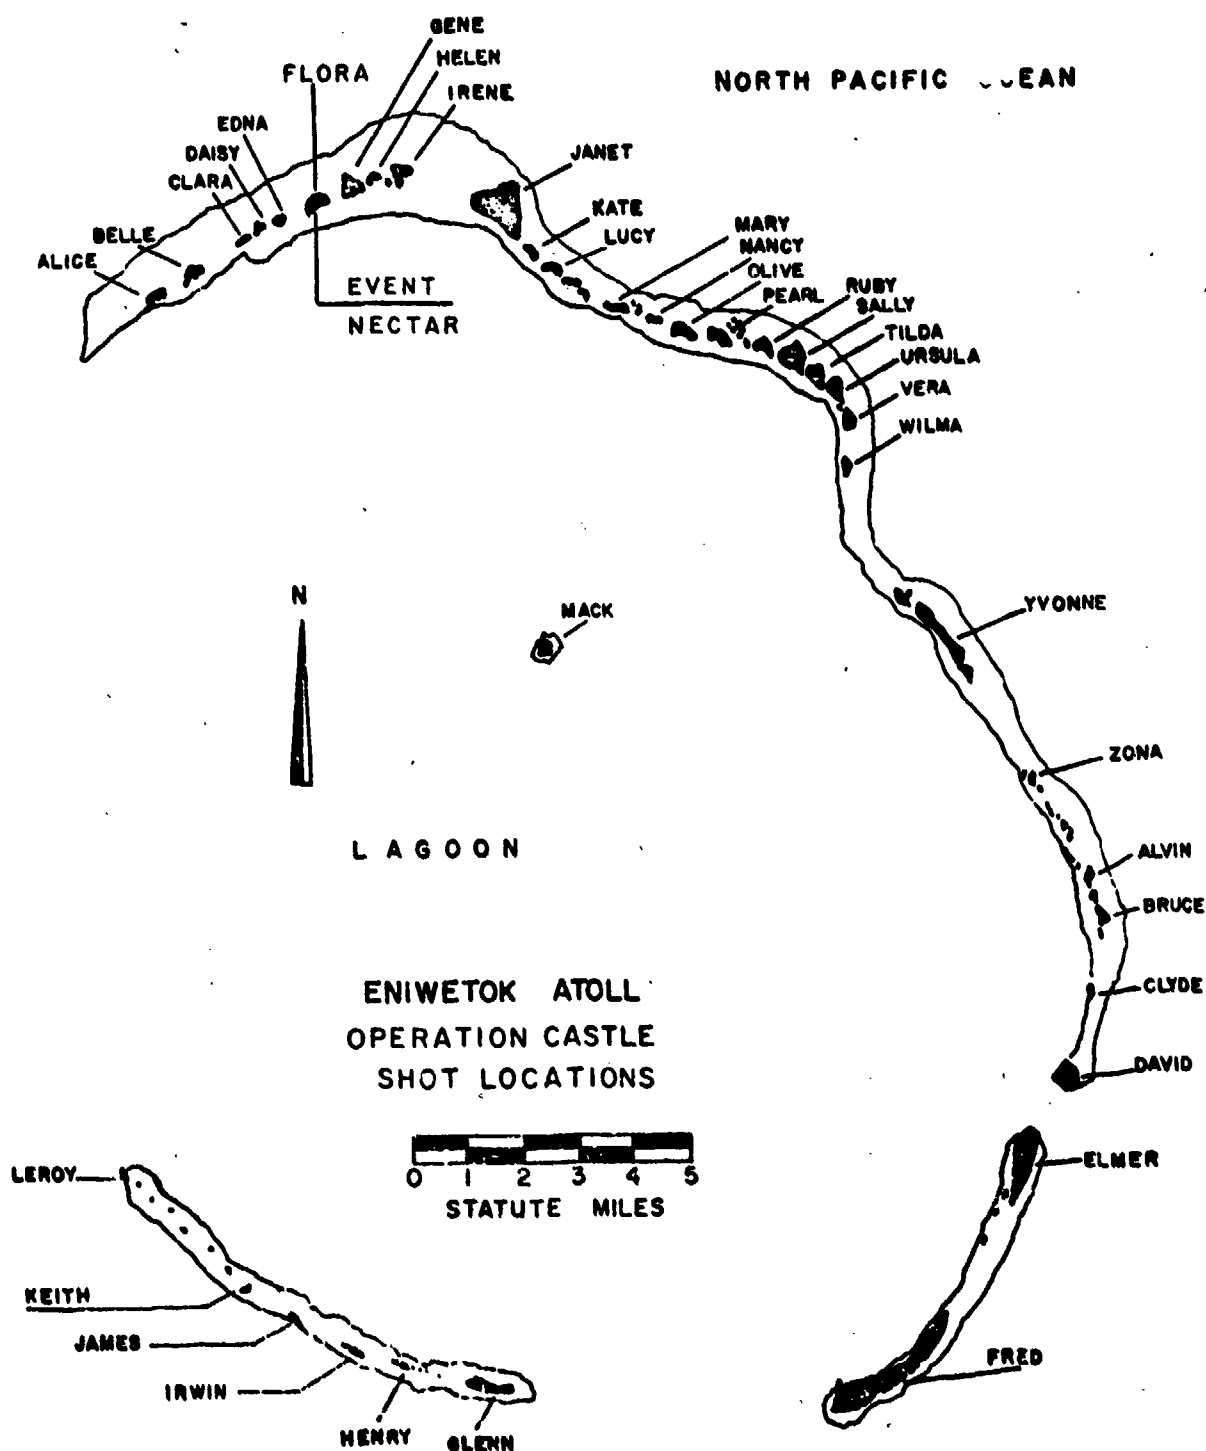 GENE
HELEN
FLORA
IRENE
NORTH PACIFIC
EDNA
DAISY
CLARA
JANET
KATE
BELLE
LUCY
ALICE
MARY
NANCY
OLIVE
PEARL
RUBY
SALLY
TILDA
URSULA
EVENT
NECTAR
VERA
WILMA
N
MACK
YVONNE
ZONA
LAGOON
ALVIN
BRUCE
CLYDE
DAVID
ENIWETOK ATOLL
OPERATION CASTLE
SHOT LOCATIONS
0 1 2 3 4 5
STATUTE MILES
LEROY
ELMER
KEITH
JAMES
IRWIN
HENRY
GLENN
FRED